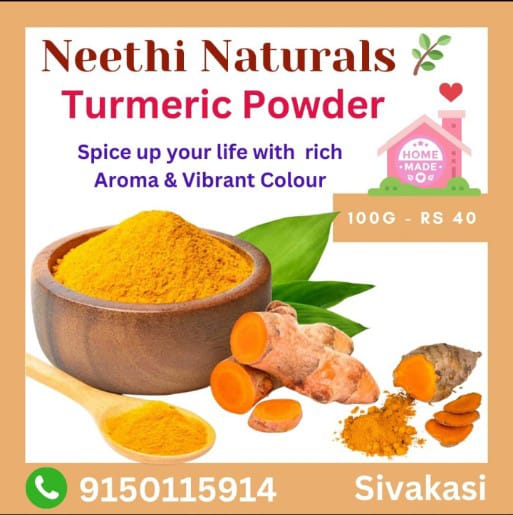 Neethi Naturals
Turmeric Powder
Spice up your life with rich
Aroma & Vibrant Colour
HOME
MADE
100G - RS 40
9150115914
Sivakasi